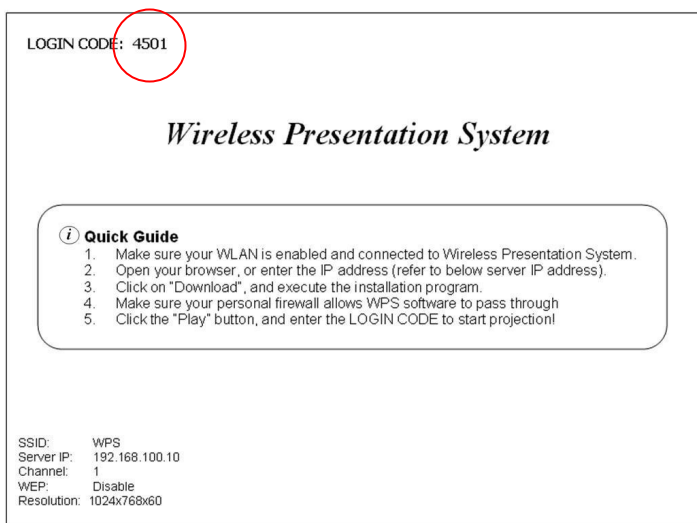 LOGIN CODE: 4501
Wireless Presentation System
i Quick Guide
1. Make sure your WLAN is enabled and connected to Wireless Presentation System.
2. Open your browser, or enter the IP address (refer to below server IP address).
3. Click on "Download", and execute the installation program.
4. Make sure your personal firewall allows WPS software to pass through
5. Click the "Play" button, and enter the LOGIN CODE to start projection!
SSID: WPS
Server IP: 192.168.100.10
Channel: 1
WEP: Disable
Resolution: 1024x768x60